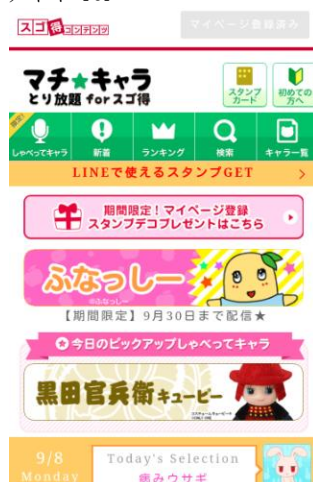 スゴ得コンテンツ
マイページ登録済み
マチ★キャラ
とり放題 forスゴ得
スタンプ
カード
初めての
方へ
しゃべってキャラ
新着
ランキング
検索
キャラ一覧
LINEで使えるスタンプGET
期間限定！マイページ登録
スタンプデコプレゼントはこちら
ふなっしー
©ふなっしー
【期間限定】9月30日まで配信★
今日のピックアップしゃべってキャラ
黒田官兵衛キューピー
9/8
Monday
Today's Selection
病みウサギ